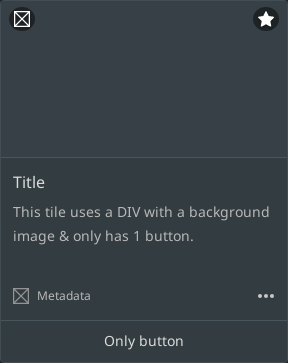 Title
This tile uses a DIV with a background
image & only has 1 button.
Metadata
Only button